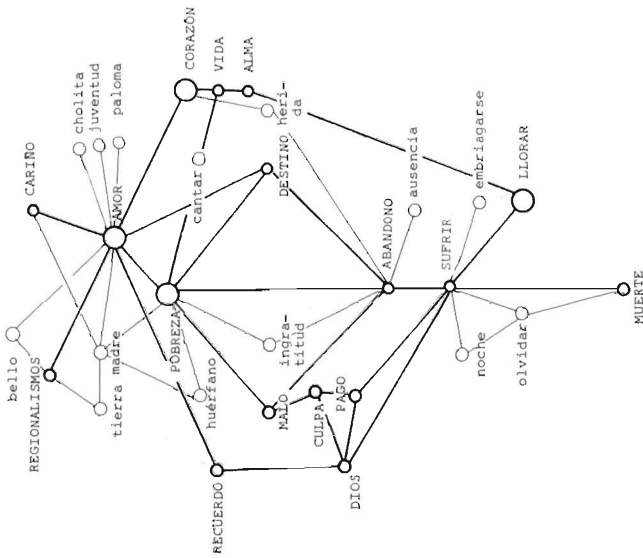 CORAZÓN
VIDA
ALMA
cholita
juventud
paloma
heri-
da
CARIÑO
FAMOR
cantar
DESTINO
ausencia
embriagarse
LLORAR
ABANDONO
SUFRIR
bello
REGIONALISMOS
tierra
madre
POBREZA
huérfano
ingra-
titud
MALO
CULPA
PAGO
noche
olvidar
MUERTE
RECUERDO
DIOS